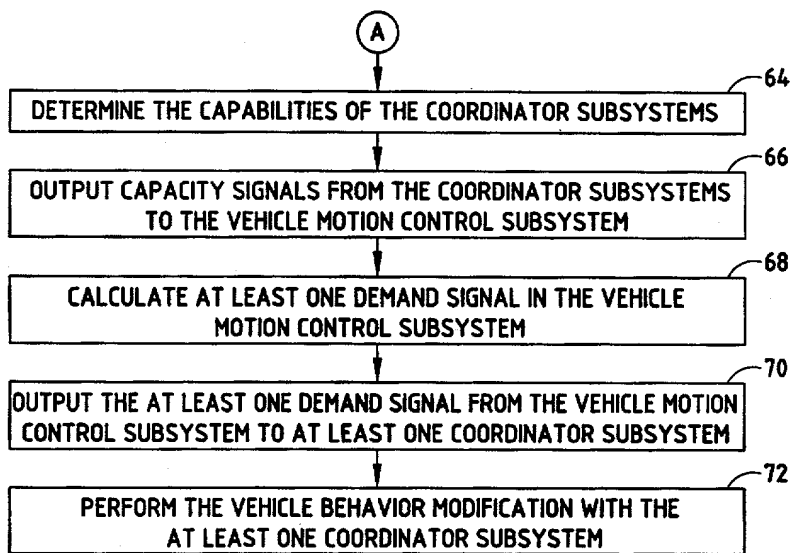 A
64
DETERMINE THE CAPABILITIES OF THE COORDINATOR SUBSYSTEMS
66
OUTPUT CAPACITY SIGNALS FROM THE COORDINATOR SUBSYSTEMS
TO THE VEHICLE MOTION CONTROL SUBSYSTEM
68
CALCULATE AT LEAST ONE DEMAND SIGNAL IN THE VEHICLE
MOTION CONTROL SUBSYSTEM
70
OUTPUT THE AT LEAST ONE DEMAND SIGNAL FROM THE VEHICLE MOTION
CONTROL SUBSYSTEM TO AT LEAST ONE COORDINATOR SUBSYSTEM
72
PERFORM THE VEHICLE BEHAVIOR MODIFICATION WITH THE
AT LEAST ONE COORDINATOR SUBSYSTEM